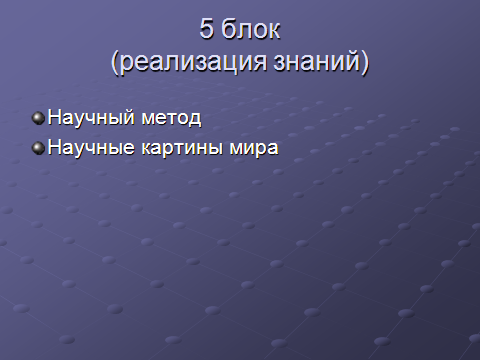 5 блок
(реализация знаний)
Научный метод
Научные картины мира